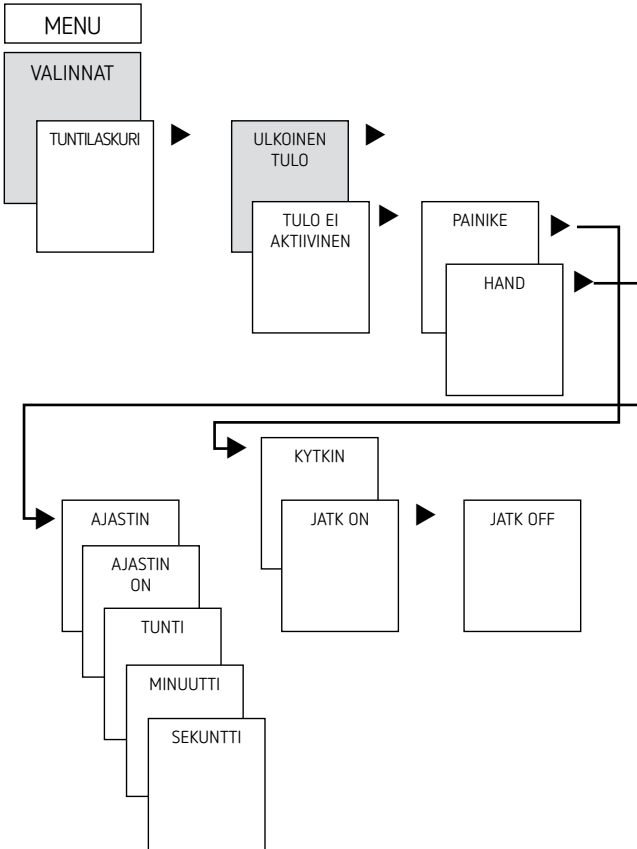 MENU
VALINNAT
TUNTILASKURI
ULKOINEN
TULO
TULO EI
AKTIIVINEN
PAINIKE
HAND
KYTKIN
JATK ON
JATK OFF
AJASTIN
AJASTIN
ON
TUNTI
MINUUTTI
SEKUNTTI